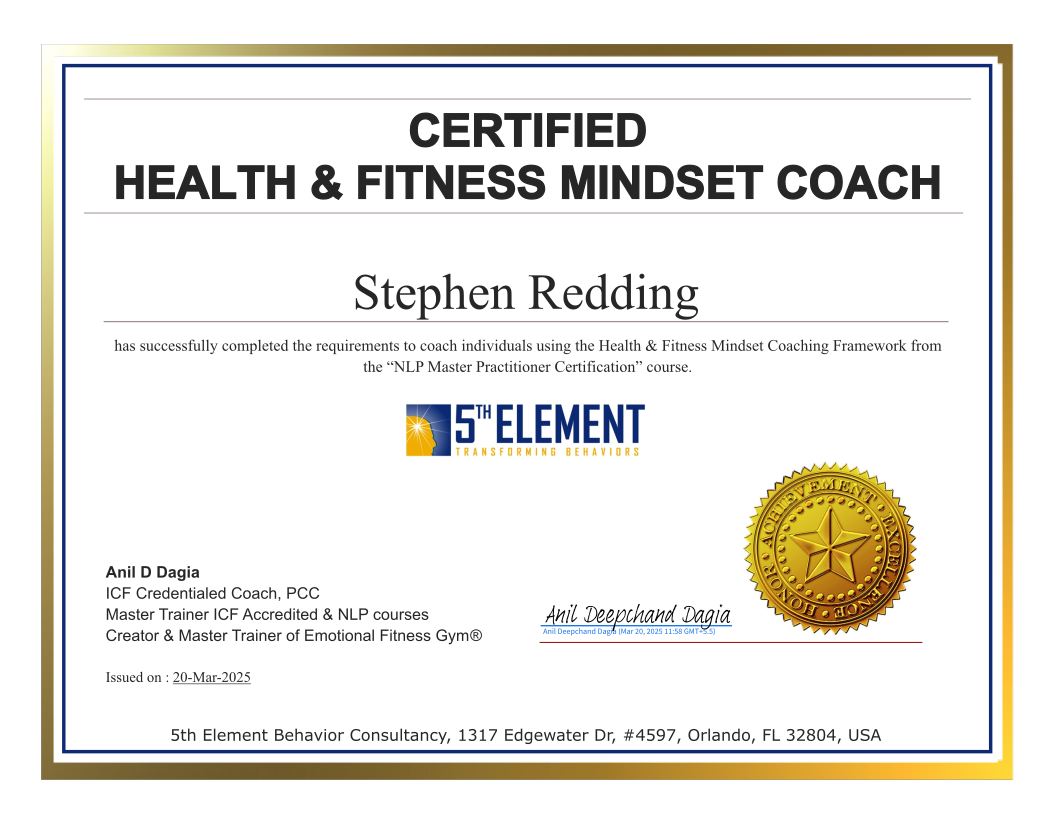 CERTIFIED
HEALTH & FITNESS MINDSET COACH
Stephen Redding
has successfully completed the requirements to coach individuals using the Health & Fitness Mindset Coaching Framework from
the “NLP Master Practitioner Certification” course.
5TH ELEMENT
TRANSFORMING BEHAVIORS
HONOR · ACHIEVEMENT · EXCELLENCE ·
Anil D Dagia
ICF Credentialed Coach, PCC
Master Trainer ICF Accredited & NLP courses
Creator & Master Trainer of Emotional Fitness Gym®
Anil Deepchand Dagia
Anil Deepchand Dagia (Mar 20, 2025 11:58 GMT+5.5)
Issued on : 20-Mar-2025
5th Element Behavior Consultancy, 1317 Edgewater Dr, #4597, Orlando, FL 32804, USA